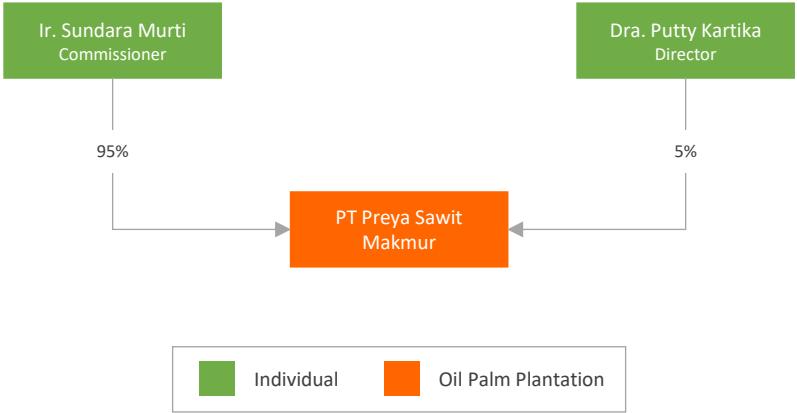 Ir. Sundara Murti
Commissioner
Dra. Putty Kartika
Director
95%
5%
PT Preya Sawit
Makmur
Individual
Oil Palm Plantation